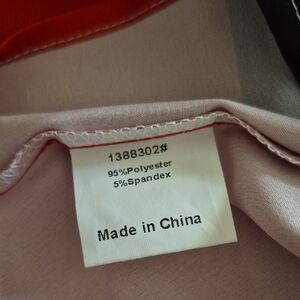 1388302#
95%Polyester
5%Spandex
Made in China